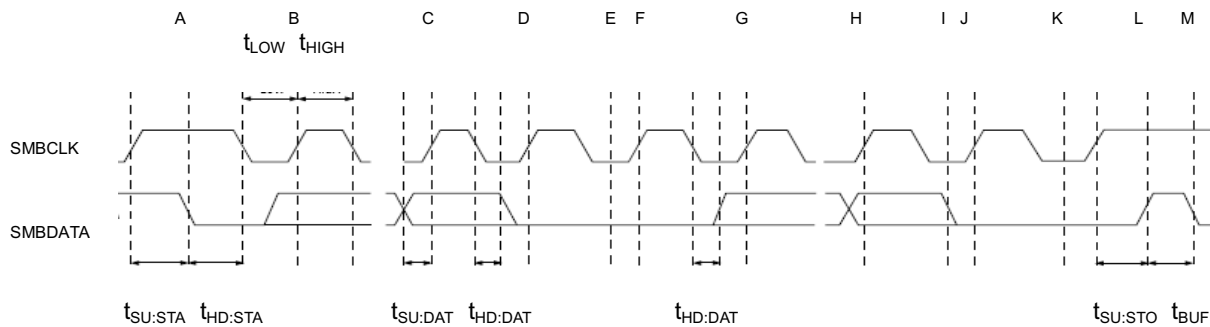 A B C D E F G H I J K L M
tLOW tHIGH
SMBCLK
SMBDATA
tSU:STA tHD:STA tSU:DAT tHD:DAT tHD:DAT tSU:STO tBUF